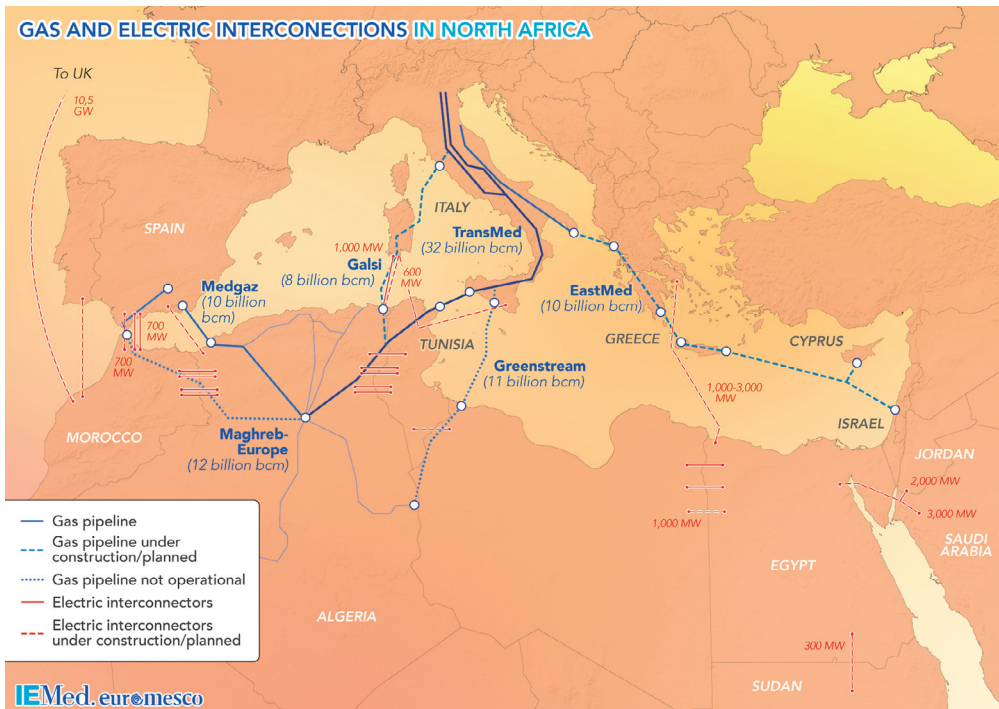 GAS AND ELECTRIC INTERCONECTIONS IN NORTH AFRICA
To UK
10,5
GW
SPAIN
ITALY
TransMed
(32 billion bcm)
1,000 MW
Galsi
(8 billion bcm)
600
MW
Medgaz
(10 billion
bcm)
EastMed
(10 billion bcm)
700
MW
700
MW
TUNISIA
GREECE
CYPRUS
Greenstream
(11 billion bcm)
1,000-3,000
MW
ISRAEL
MOROCCO
Maghreb-
Europe
(12 billion bcm)
JORDAN
2,000 MW
3,000 MW
1,000 MW
SAUDI
ARABIA
EGYPT
ALGERIA
300 MW
SUDAN
Gas pipeline
Gas pipeline under
construction/planned
Gas pipeline not operational
Electric interconnectors
Electric interconnectors
under construction/planned
IEMed. euromesco